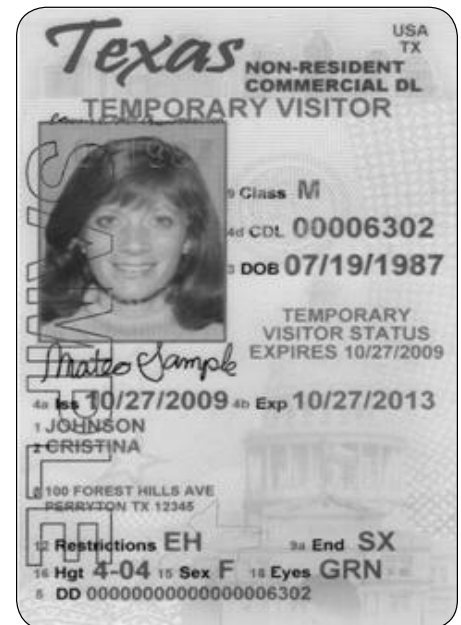 Texas
USA
TX
NON-RESIDENT
COMMERCIAL DL
TEMPORARY VISITOR
9 Class M
4d CDL 00006302
3 DOB 07/19/1987
TEMPORARY
VISITOR STATUS
EXPIRES 10/27/2009
Mateo Sample
4a Iss 10/27/2009 4b Exp 10/27/2013
1 JOHNSON
2 CRISTINA
8 100 FOREST HILLS AVE
PERRYTON TX 12345
12 Restrictions EH 9a End SX
16 Hgt 4-04 15 Sex F 18 Eyes GRN
5 DD 00000000000000006302